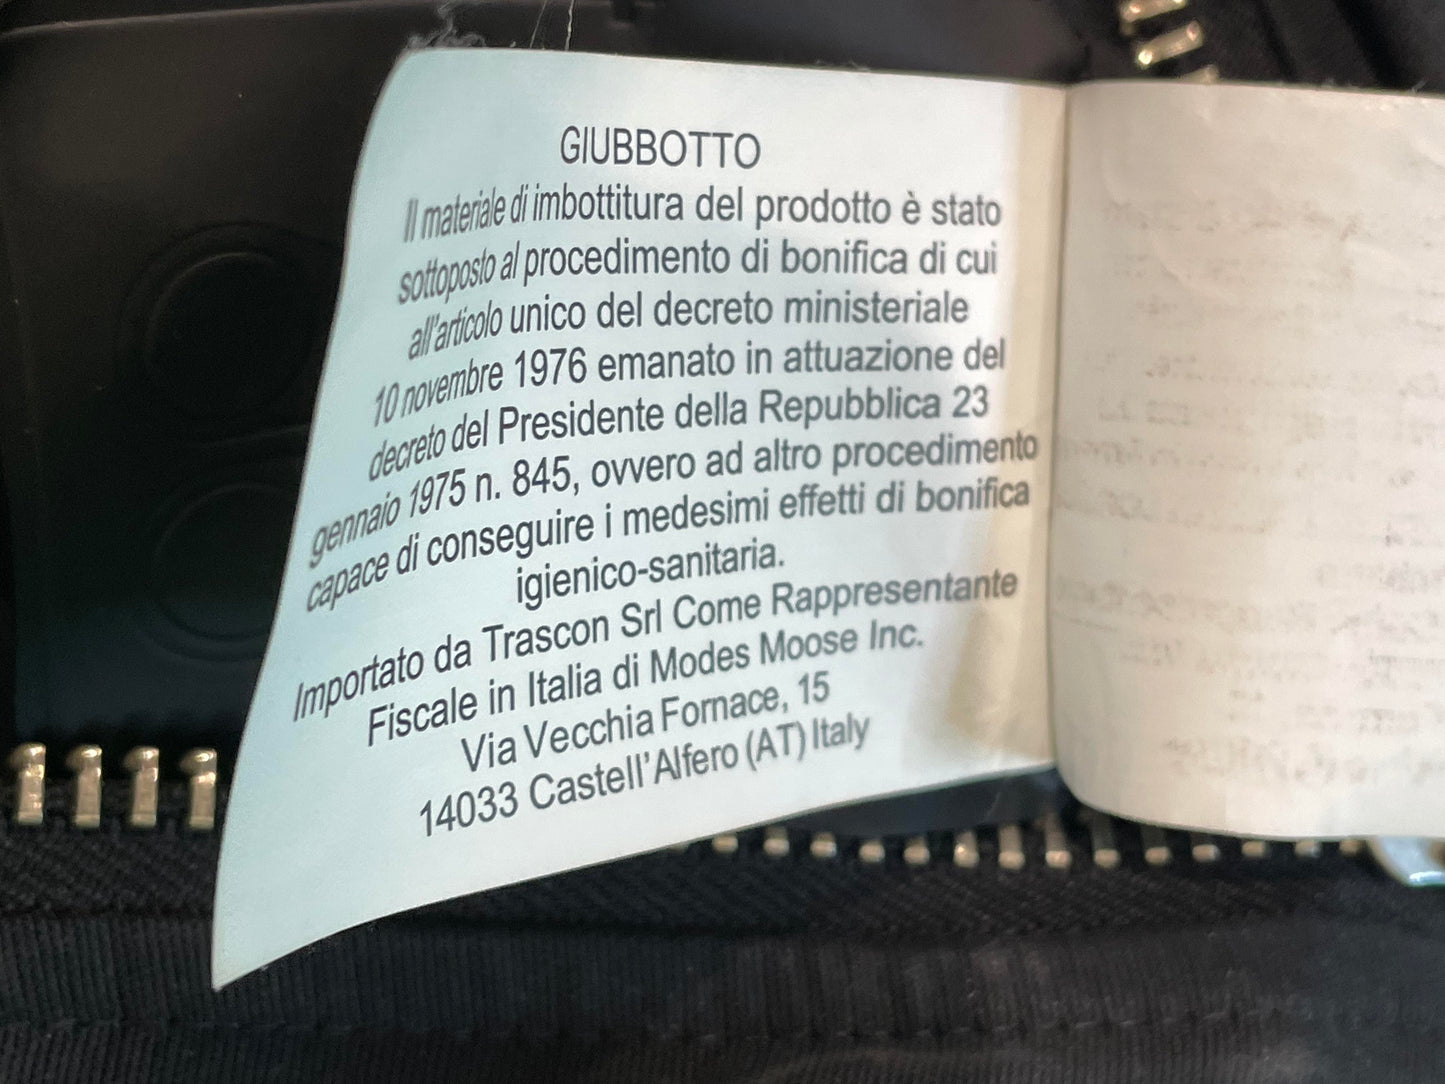 GIUBBOTTO
Il materiale di imbottitura del prodotto è stato
sottoposto al procedimento di bonifica di cui
all'articolo unico del decreto ministeriale
10 novembre 1976 emanato in attuazione del
decreto del Presidente della Repubblica 23
gennaio 1975 n. 845, ovvero ad altro procedimento
capace di conseguire i medesimi effetti di bonifica
igienico-sanitaria.
Importato da Trascon Srl Come Rappresentante
Fiscale in Italia di Modes Moose Inc.
Via Vecchia Fornace, 15
14033 Castell'Alfero (AT) Italy